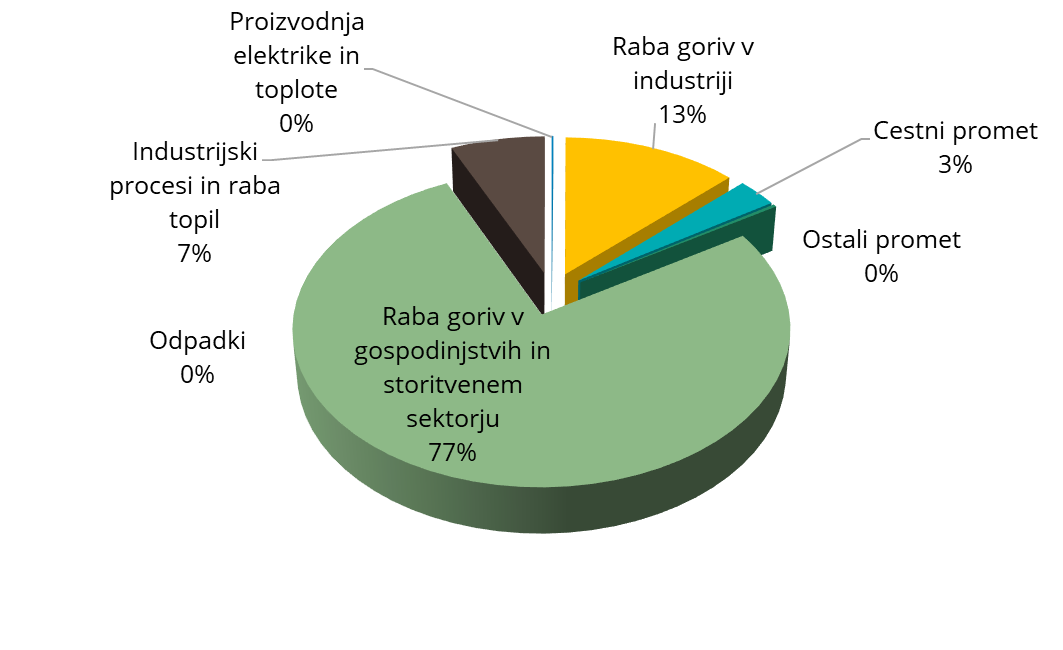 Proizvodnja
elektrike in
toplote
0%
Raba goriv v
industriji
13%
Cestni promet
3%
Industrijski
procesi in raba
topil
7%
Ostali promet
0%
Odpadki
0%
Raba goriv v
gospodinjstvih in
storitvenem
sektorju
77%